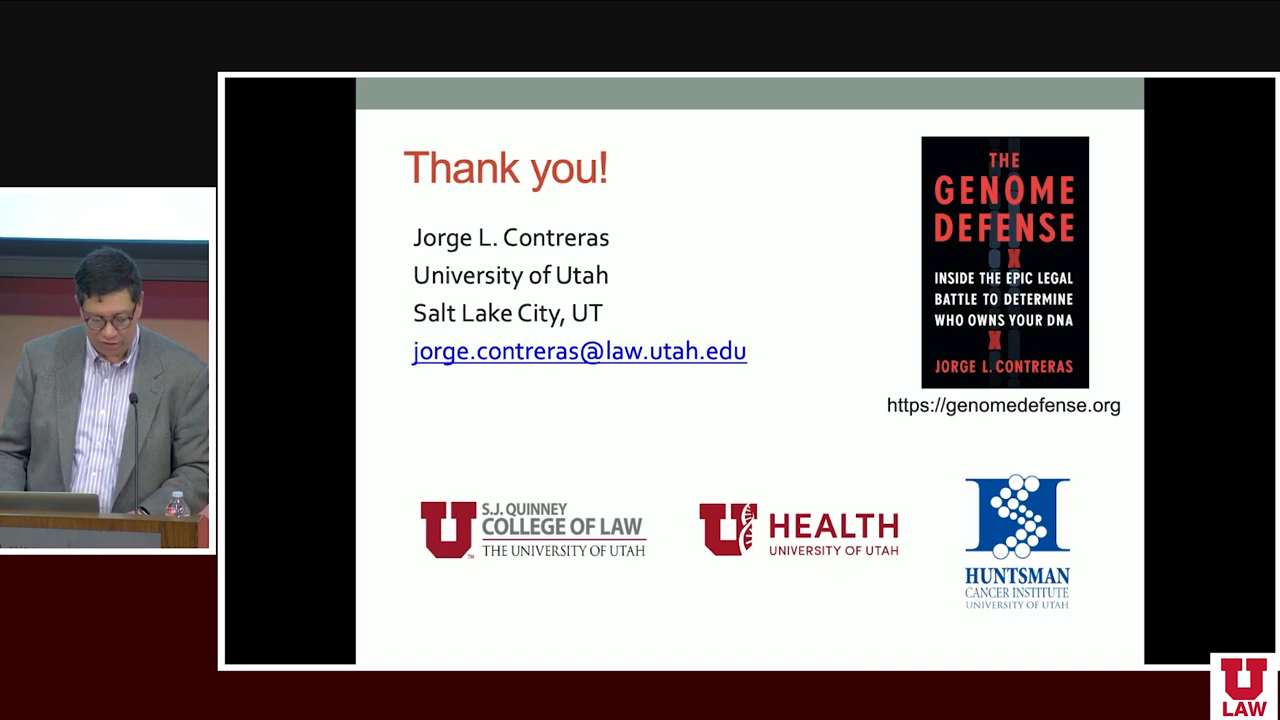 Thank you!
Jorge L. Contreras
University of Utah
Salt Lake City, UT
jorge.contreras@law.utah.edu
THE
GENOME
DEFENSE
INSIDE THE EPIC LEGAL
BATTLE TO DETERMINE
WHO OWNS YOUR DNA
JORGE L. CONTRERAS
https://genomedefense.org
U
S.J. QUINNEY
COLLEGE OF LAW
THE UNIVERSITY OF UTAH
TM
U
HEALTH
UNIVERSITY OF UTAH
H
HUNTSMAN
CANCER INSTITUTE
UNIVERSITY OF UTAH
U
LAW